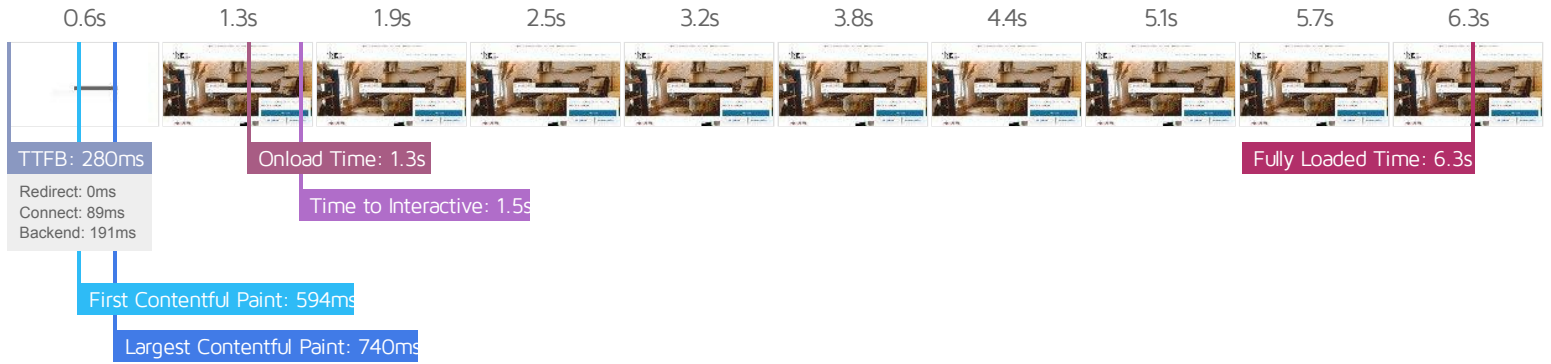 0.6s 1.3s 1.9s 2.5s 3.2s 3.8s 4.4s 5.1s 5.7s 6.3s
TTFB: 280ms
Redirect: 0ms
Connect: 89ms
Backend: 191ms
Onload Time: 1.3s
Time to Interactive: 1.5s
Fully Loaded Time: 6.3s
First Contentful Paint: 594ms
Largest Contentful Paint: 740ms